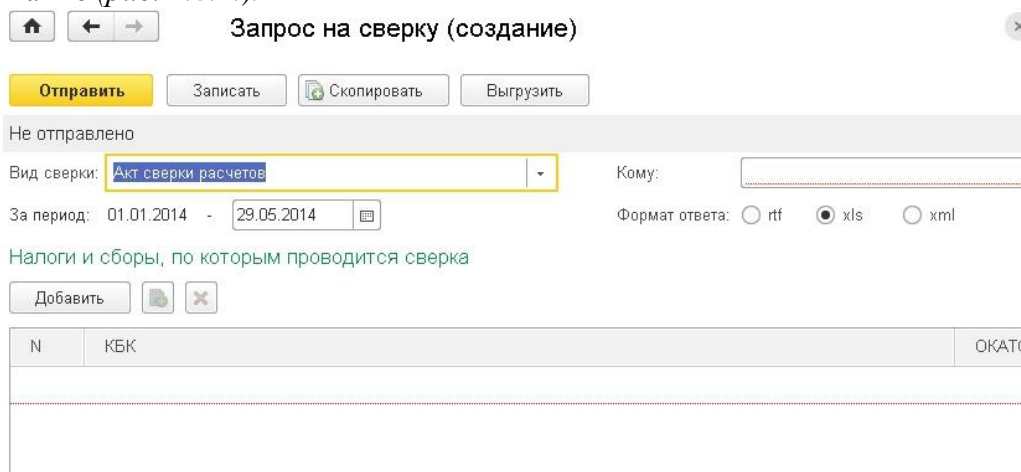 Запрос на сверку (создание)
Отправить Записать Скопировать Выгрузить
Не отправлено
Вид сверки: Акт сверки расчетов Кому:
За период: 01.01.2014 - 29.05.2014 Формат ответа: rtf xls xml
Налоги и сборы, по которым проводится сверка
Добавить
N КБК ОКАТО